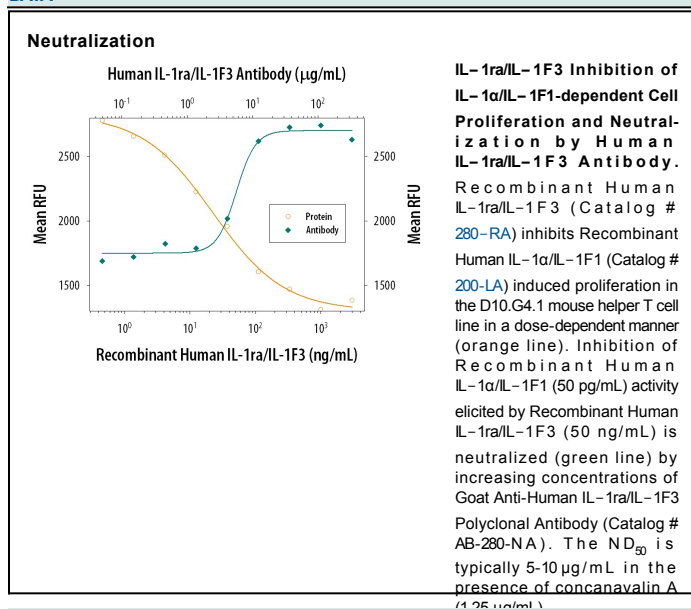 Neutralization
Human IL-1ra/IL-1F3 Antibody (μg/mL)
10⁻¹ 10⁰ 10¹ 10²
2500 2500
2000 2000
1500 1500
Mean RFU
Mean RFU
Protein
Antibody
10⁰ 10¹ 10² 10³
Recombinant Human IL-1ra/IL-1F3 (ng/mL)
IL-1ra/IL-1F3 Inhibition of
IL-1α/IL-1F1-dependent Cell
Proliferation and Neutral-
ization by Human
IL-1ra/IL-1F3 Antibody.
Recombinant Human
IL-1ra/IL-1F3 (Catalog #
280-RA) inhibits Recombinant
Human IL-1α/IL-1F1 (Catalog #
200-LA) induced proliferation in
the D10.G4.1 mouse helper T cell
line in a dose-dependent manner
(orange line). Inhibition of
Recombinant Human
IL-1α/IL-1F1 (50 pg/mL) activity
elicited by Recombinant Human
IL-1ra/IL-1F3 (50 ng/mL) is
neutralized (green line) by
increasing concentrations of
Goat Anti-Human IL-1ra/IL-1F3
Polyclonal Antibody (Catalog #
AB-280-NA). The ND₅₀ is
typically 5-10 μg/mL in the
presence of concanavalin A
(1.25 μg/mL)